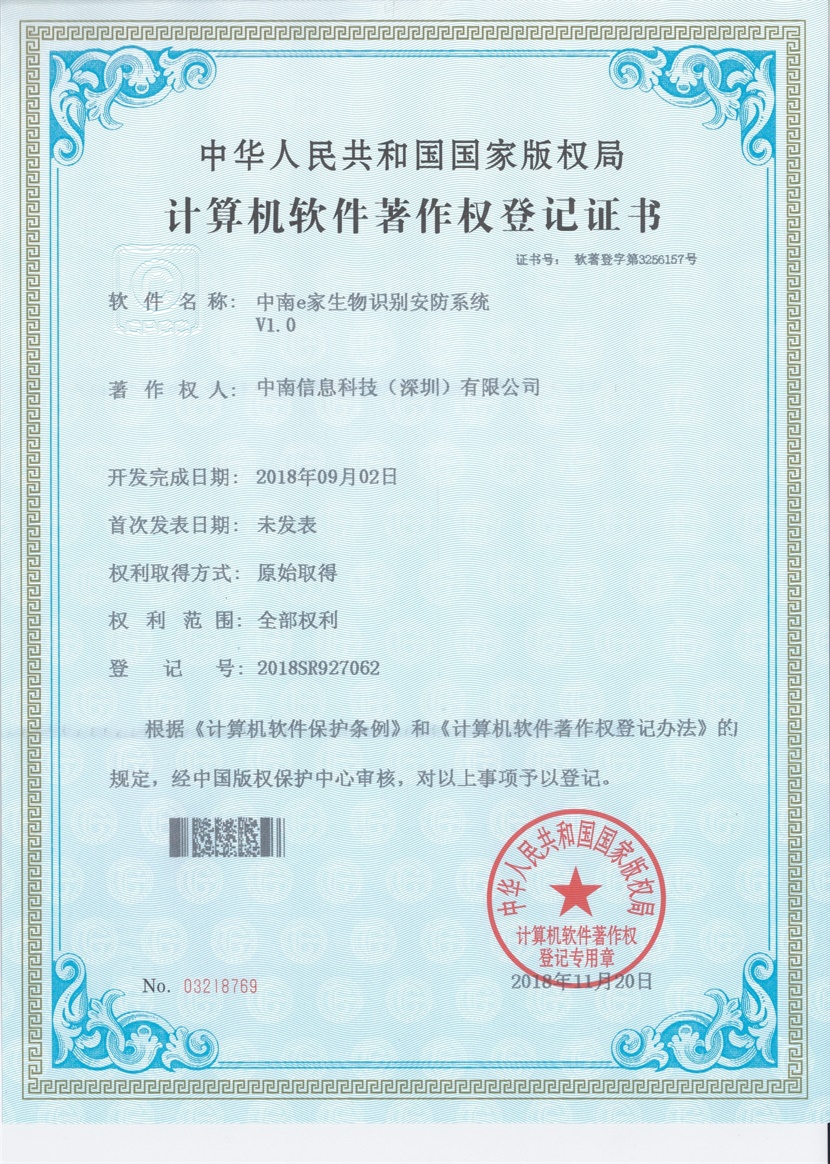 中华人民共和国国家版权局
计算机软件著作权登记证书
证书号： 软著登字第3256157号
软件名称： 中南e家生物识别安防系统
V1.0
著作权人： 中南信息科技（深圳）有限公司
开发完成日期： 2018年09月02日
首次发表日期： 未发表
权利取得方式： 原始取得
权利范围： 全部权利
登记号： 2018SR927062
根据《计算机软件保护条例》和《计算机软件著作权登记办法》的
规定，经中国版权保护中心审核，对以上事项予以登记。
中华人民共和国国家版权局
计算机软件著作权
登记专用章
No. 03218769
2018年11月20日